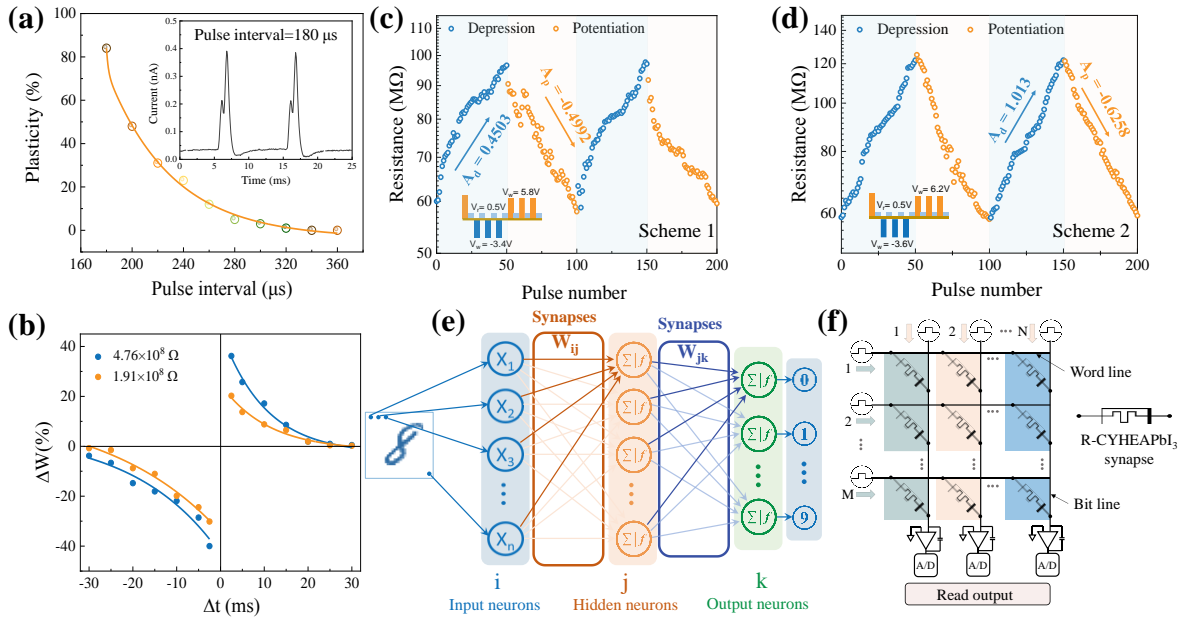 (a)
Plasticity (%)
100
80
60
40
20
0
160
200
240
280
320
360
Pulse interval (μs)
Pulse interval=180 μs
Current (nA)
0.5
0.4
0.3
0.2
0.1
0.0
0
5
10
15
20
25
Time (ms)
(b)
ΔW(%)
40
20
0
-20
-40
4.76×10⁸ Ω
1.91×10⁸ Ω
-30
-20
-10
0
10
20
30
Δt (ms)
(c)
Resistance (MΩ)
100
90
80
70
60
50
Depression
Potentiation
A_d = 0.4503
A_p = -0.4992
V_r= 0.5V
V_w= 5.8V
V_w= -3.4V
Scheme 1
0
50
100
150
200
Pulse number
(d)
Resistance (MΩ)
140
120
100
80
60
Depression
Potentiation
A_d = 1.013
A_p = -0.6258
V_r= 0.5V
V_w= 6.2V
V_w= -3.6V
Scheme 2
0
50
100
150
200
Pulse number
(e)
Synapses
W_ij
Synapses
W_jk
X₁
X₂
X₃
Xₙ
Σ|f
Σ|f
Σ|f
Σ|f
Σ|f
Σ|f
Σ|f
0
1
9
i
Input neurons
j
Hidden neurons
k
Output neurons
(f)
1
2
N
1
2
M
Word line
Bit line
R-CYHEAPbI₃
synapse
A/D
A/D
A/D
Read output